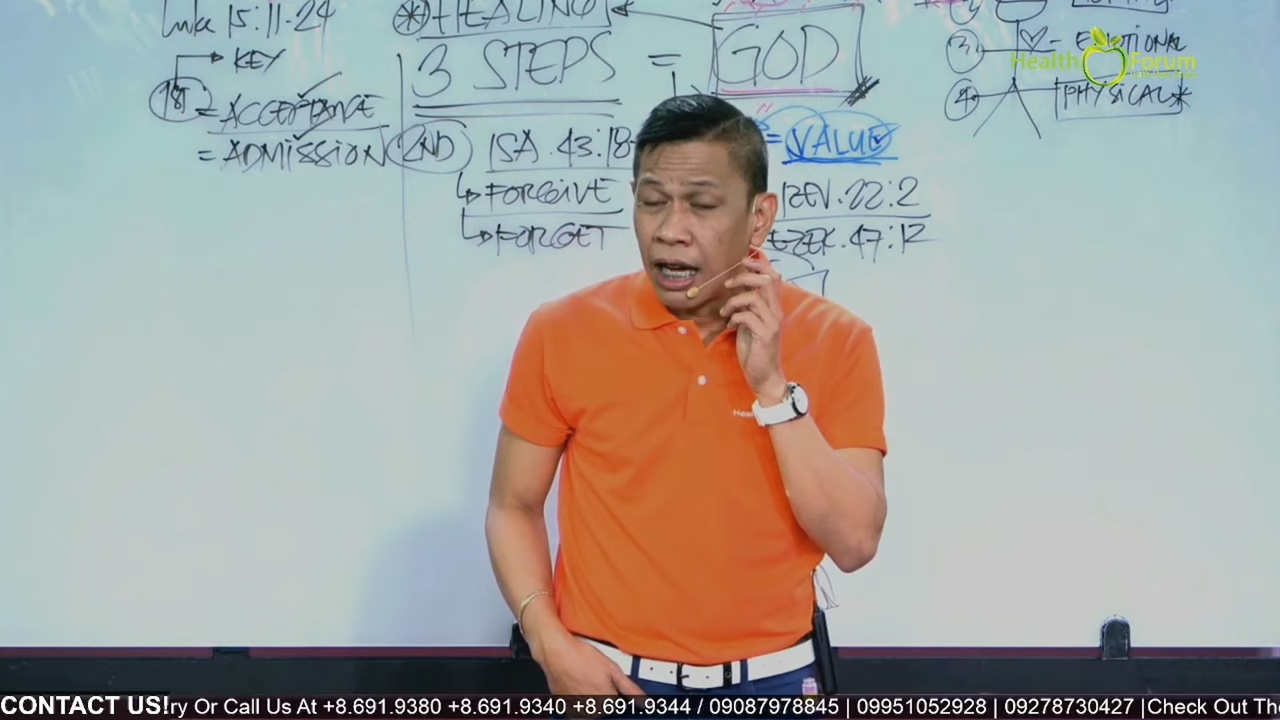 Luke 15:11-24
KEY
1st = ACCEPTANCE
= ADMISSION
HEALING
3 STEPS = GOD
2ND ISA. 43:18-
FORGIVE
FORGET
= VALUE
REV. 22:2
EZEK. 47:12
3. EMOTIONAL
4. PHYSICAL*
Health Forum
Hea
CONTACT US! ry Or Call Us At +8.691.9380 +8.691.9340 +8.691.9344 / 09087978845 | 09951052928 | 09278730427 |Check Out The